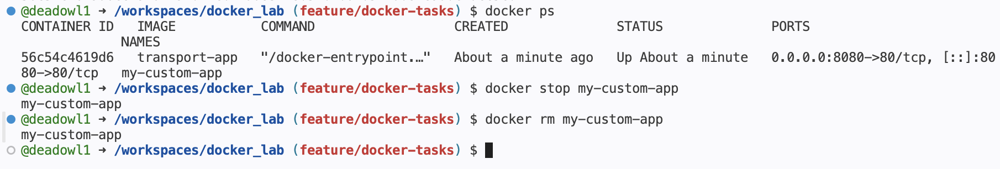 @deadowl1 → /workspaces/docker_lab (feature/docker-tasks) $ docker ps
CONTAINER ID   IMAGE           COMMAND                  CREATED              STATUS              PORTS
             NAMES
56c54c4619d6   transport-app   "/docker-entrypoint.…"   About a minute ago   Up About a minute   0.0.0.0:8080->80/tcp, [::]:80
80->80/tcp   my-custom-app
@deadowl1 → /workspaces/docker_lab (feature/docker-tasks) $ docker stop my-custom-app
my-custom-app
@deadowl1 → /workspaces/docker_lab (feature/docker-tasks) $ docker rm my-custom-app
my-custom-app
@deadowl1 → /workspaces/docker_lab (feature/docker-tasks) $